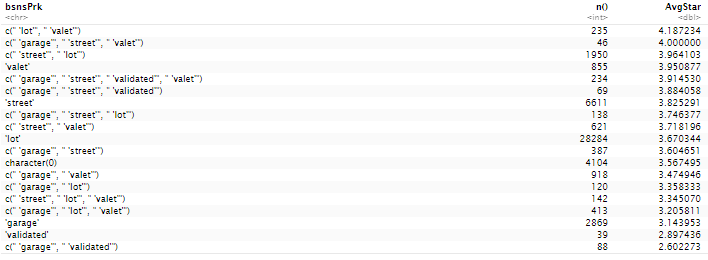 bsnsPrk n() AvgStar
<chr> <int> <dbl>
c(" 'lot'", " 'valet'") 235 4.187234
c(" 'garage'", " 'street'", " 'valet'") 46 4.000000
c(" 'street'", " 'lot'") 1950 3.964103
'valet' 855 3.950877
c(" 'garage'", " 'street'", " 'validated'", " 'valet'") 234 3.914530
c(" 'garage'", " 'street'", " 'validated'") 69 3.884058
'street' 6611 3.825291
c(" 'garage'", " 'street'", " 'lot'") 138 3.746377
c(" 'street'", " 'valet'") 621 3.718196
'lot' 28284 3.670344
c(" 'garage'", " 'street'") 387 3.604651
character(0) 4104 3.567495
c(" 'garage'", " 'valet'") 918 3.474946
c(" 'garage'", " 'lot'") 120 3.358333
c(" 'street'", " 'lot'", " 'valet'") 142 3.345070
c(" 'garage'", " 'lot'", " 'valet'") 413 3.205811
'garage' 2869 3.143953
'validated' 39 2.897436
c(" 'garage'", " 'validated'") 88 2.602273